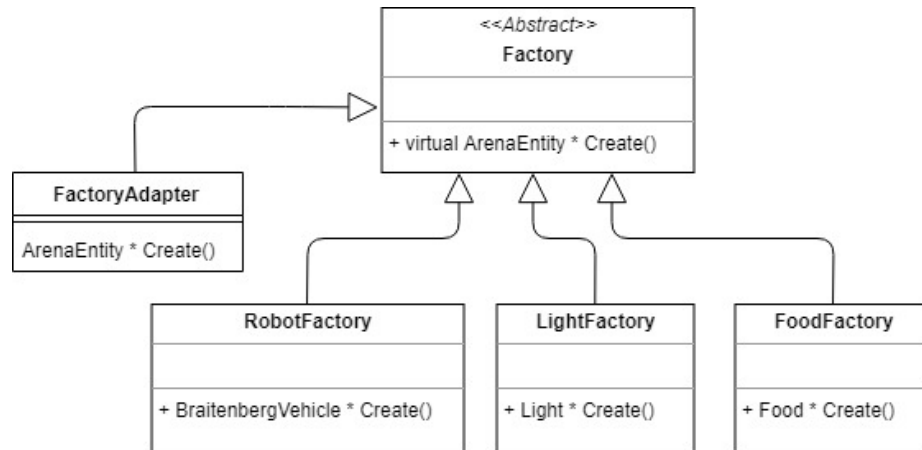 <<Abstract>>
Factory
+ virtual ArenaEntity * Create()
FactoryAdapter
ArenaEntity * Create()
RobotFactory
+ BraitenbergVehicle * Create()
LightFactory
+ Light * Create()
FoodFactory
+ Food * Create()